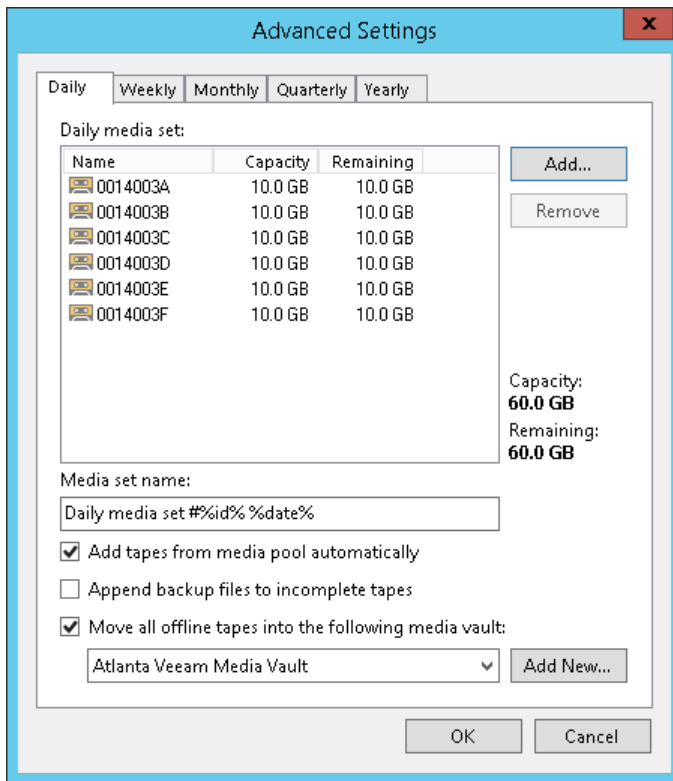 Advanced Settings
x
Daily Weekly Monthly Quarterly Yearly
Daily media set:
Name Capacity Remaining
0014003A 10.0 GB 10.0 GB
0014003B 10.0 GB 10.0 GB
0014003C 10.0 GB 10.0 GB
0014003D 10.0 GB 10.0 GB
0014003E 10.0 GB 10.0 GB
0014003F 10.0 GB 10.0 GB
Add...
Remove
Capacity:
60.0 GB
Remaining:
60.0 GB
Media set name:
Daily media set #%id% %date%
Add tapes from media pool automatically
Append backup files to incomplete tapes
Move all offline tapes into the following media vault:
Atlanta Veeam Media Vault Add New...
OK Cancel